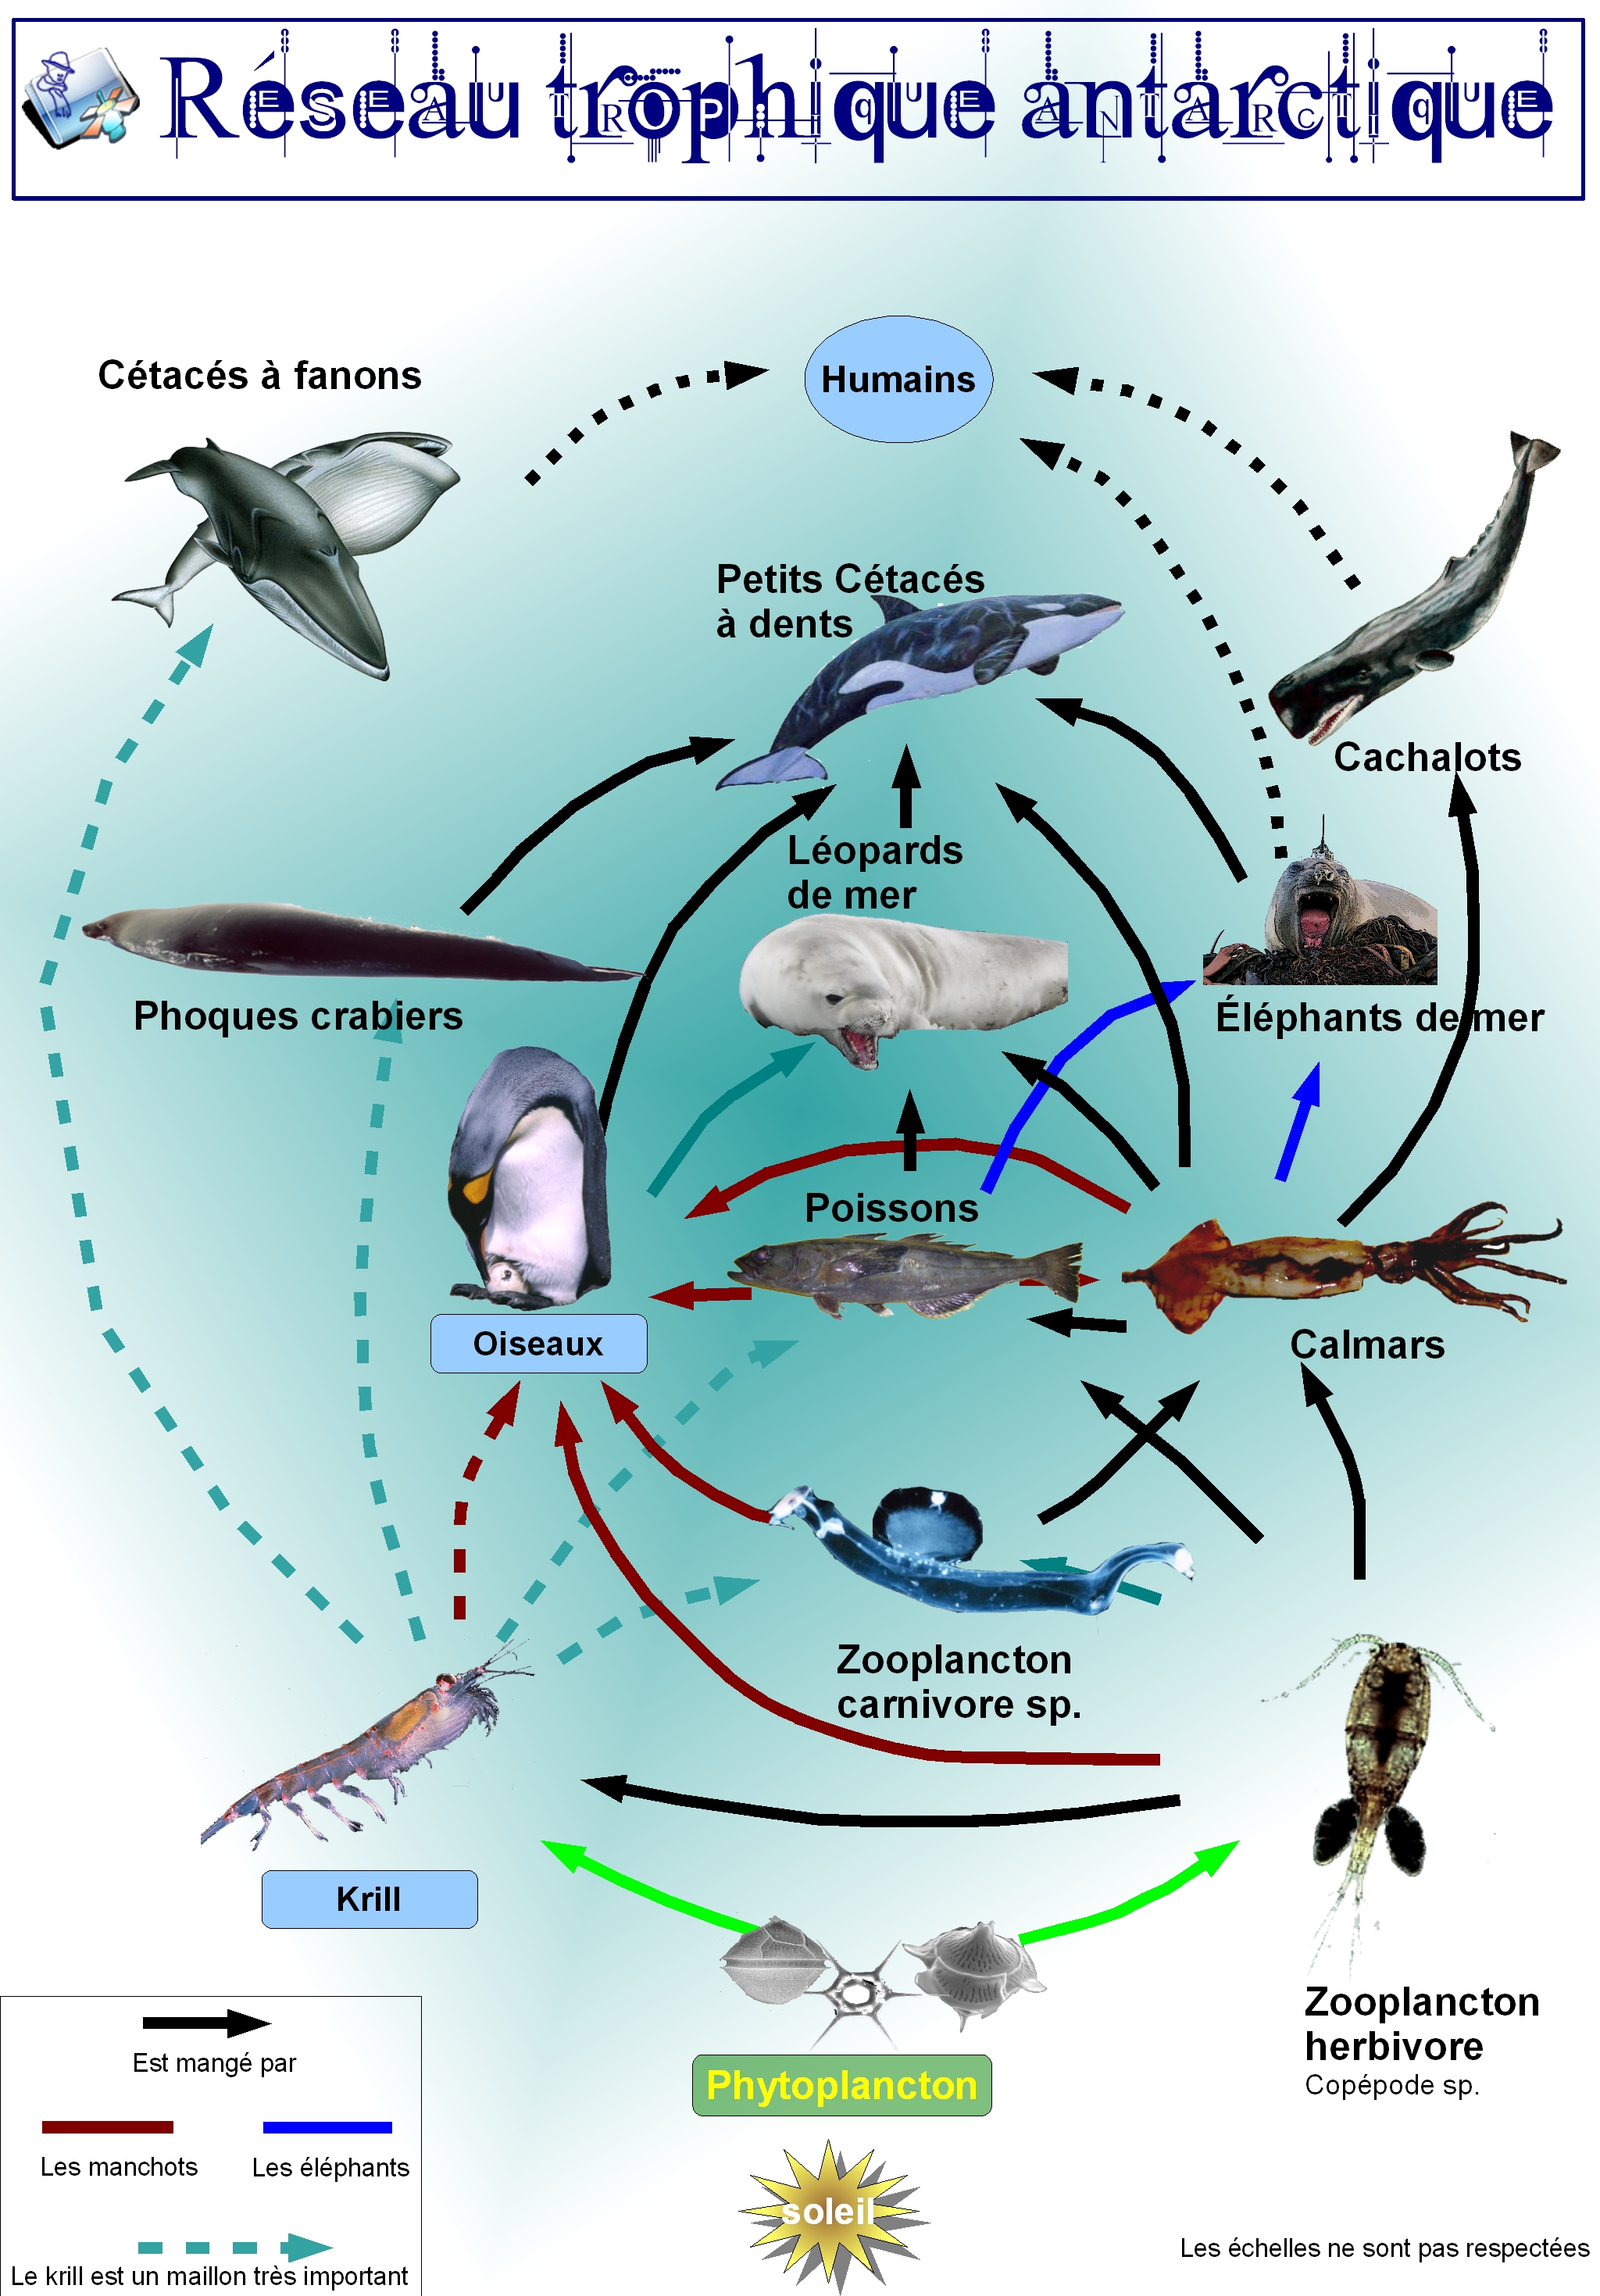 Réseau trophique antarctique
Cétacés à fanons
Humains
Petits Cétacés
à dents
Cachalots
Léopards
de mer
Phoques crabiers
Éléphants de mer
Poissons
Oiseaux
Calmars
Zooplancton
carnivore sp.
Krill
Zooplancton
herbivore
Copépode sp.
Phytoplancton
soleil
Est mangé par
Les manchots
Les éléphants
Le krill est un maillon très important
Les échelles ne sont pas respectées